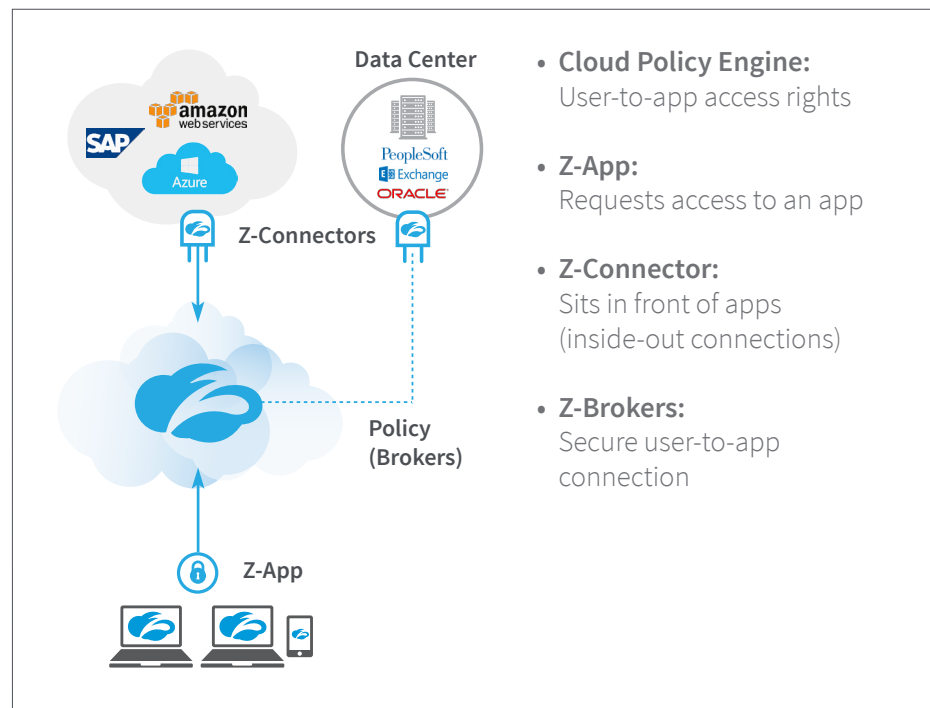 Data Center
amazon
webservices
SAP
Azure
PeopleSoft
Exchange
ORACLE
Z-Connectors
Policy
(Brokers)
Z-App
• Cloud Policy Engine:
User-to-app access rights
• Z-App:
Requests access to an app
• Z-Connector:
Sits in front of apps
(inside-out connections)
• Z-Brokers:
Secure user-to-app
connection